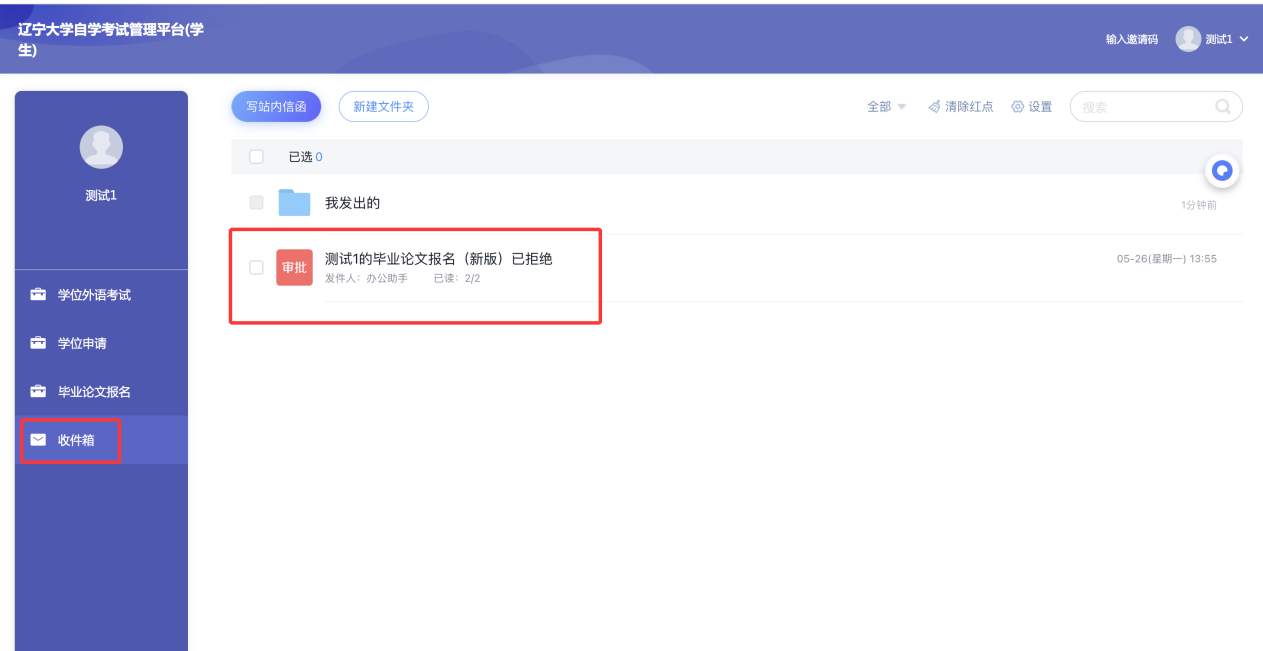 辽宁大学自学考试管理平台(学
生)
输入邀请码
测试1
测试1
学位外语考试
学位申请
毕业论文报名
收件箱
写站内信函
新建文件夹
全部
清除红点
设置
搜索
已选 0
我发出的
1分钟前
审批
测试1的毕业论文报名（新版）已拒绝
05-26(星期一) 13:55
发件人：办公助手 已读：2/2